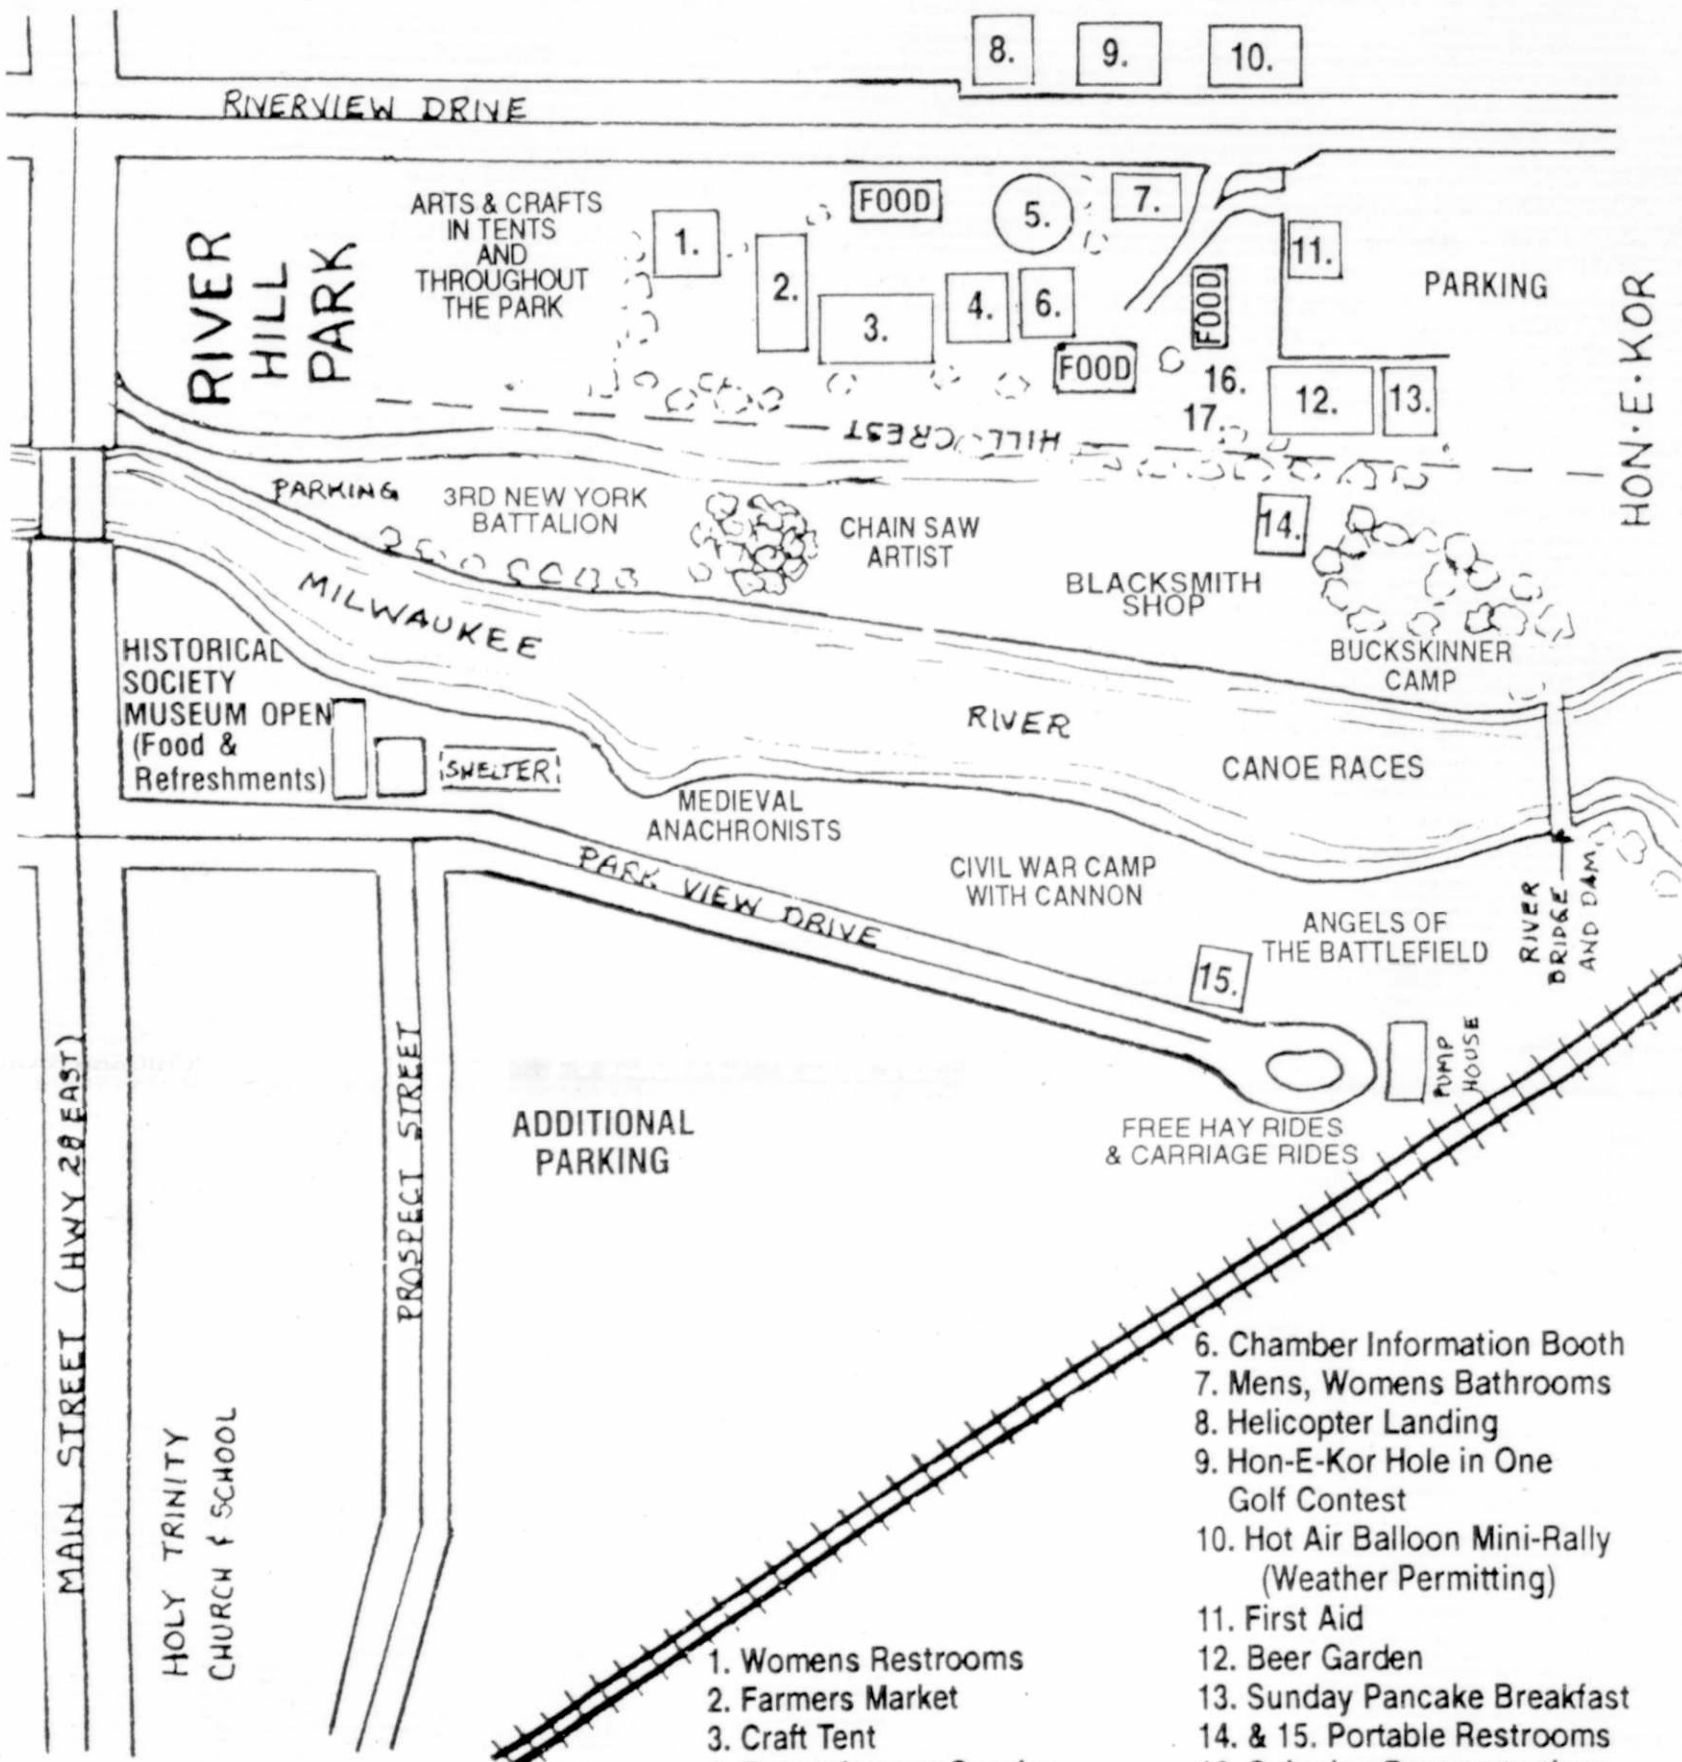 8.
9.
10.
RIVERVIEW DRIVE
RIVER
HILL
PARK
ARTS & CRAFTS
IN TENTS
AND
THROUGHOUT
THE PARK
1.
2.
FOOD
3.
4.
5.
6.
7.
FOOD
FOOD
11.
PARKING
HON·E·KOR
16.
17.
12.
13.
HILL CREST
PARKING
3RD NEW YORK
BATTALION
CHAIN SAW
ARTIST
14.
BLACKSMITH
SHOP
BUCKSKINNER
CAMP
MILWAUKEE
RIVER
CANOE RACES
HISTORICAL
SOCIETY
MUSEUM OPEN
(Food &
Refreshments)
SHELTER
MEDIEVAL
ANACHRONISTS
PARK VIEW DRIVE
CIVIL WAR CAMP
WITH CANNON
ANGELS OF
THE BATTLEFIELD
RIVER
BRIDGE
AND DAM
15.
PUMP
HOUSE
FREE HAY RIDES
& CARRIAGE RIDES
ADDITIONAL
PARKING
PROSPECT STREET
MAIN STREET (HWY 28 EAST)
HOLY TRINITY
CHURCH & SCHOOL
1. Womens Restrooms
2. Farmers Market
3. Craft Tent
6. Chamber Information Booth
7. Mens, Womens Bathrooms
8. Helicopter Landing
9. Hon-E-Kor Hole in One
Golf Contest
10. Hot Air Balloon Mini-Rally
(Weather Permitting)
11. First Aid
12. Beer Garden
13. Sunday Pancake Breakfast
14. & 15. Portable Restrooms